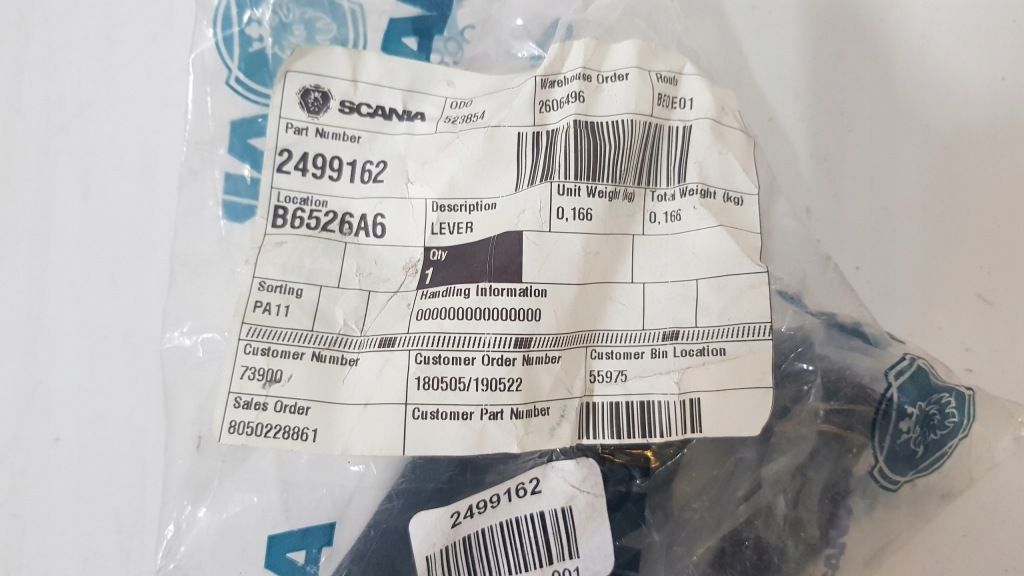 SCANIA
ODO
523854
Warehouse Order
2606496
Route
Part Number
2499162
Location
B6526A6
Description
LEVER
Unit Weight (kg)
0,166
Total Weight (kg)
0,166
Qty
1
Sorting
PA11
Handling Information
000000000000000
Customer Number
73900
Customer Order Number
180505/190522
Customer Bin Location
55975
Sales Order
8050228861
Customer Part Number
2499162
001